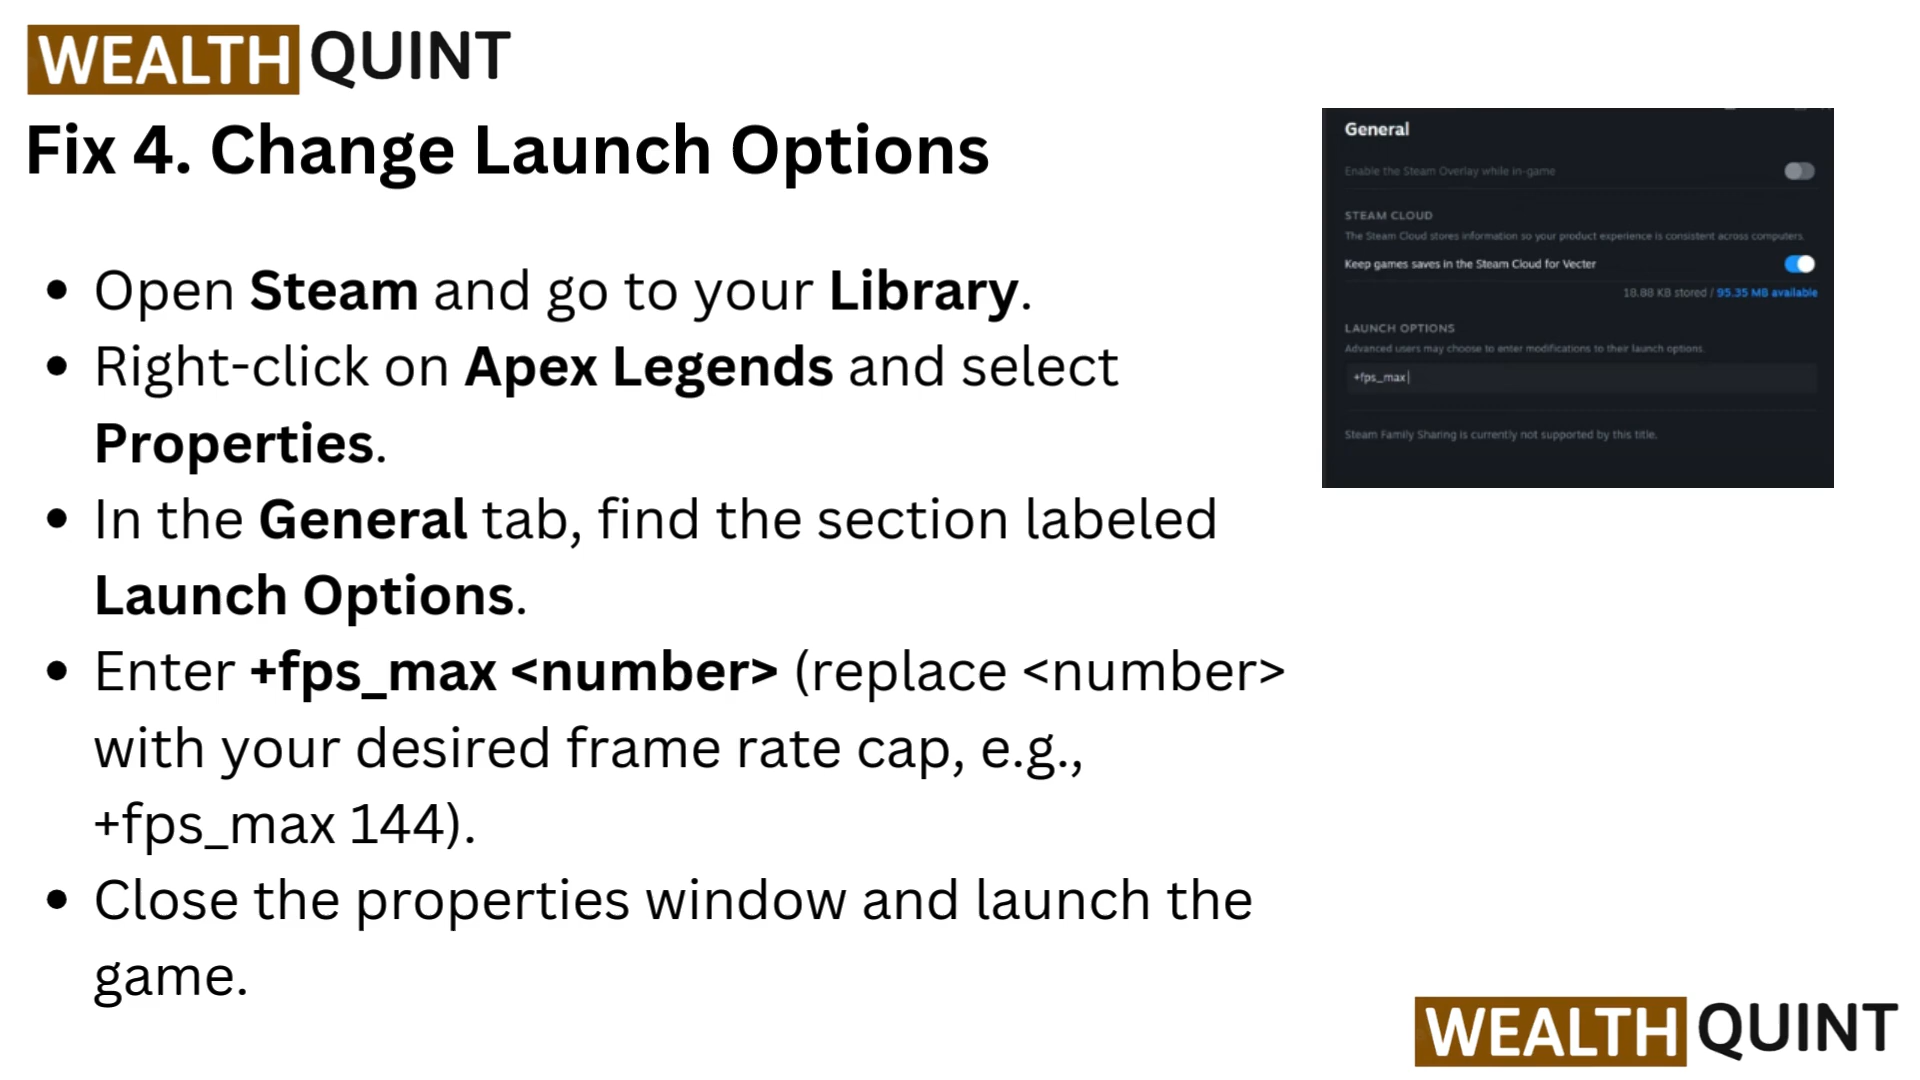 WEALTH QUINT
Fix 4. Change Launch Options
• Open Steam and go to your Library.
• Right-click on Apex Legends and select
Properties.
• In the General tab, find the section labeled
Launch Options.
• Enter +fps_max <number> (replace <number>
with your desired frame rate cap, e.g.,
+fps_max 144).
• Close the properties window and launch the
game.
General
Enable the Steam Overlay while in-game
STEAM CLOUD
The Steam Cloud stores information so your product experience is consistent across computers.
Keep games saves in the Steam Cloud for Vecter
18.88 KB stored / 95.35 MB available
LAUNCH OPTIONS
Advanced users may choose to enter modifications to their launch options.
+fps_max
Steam Family Sharing is currently not supported by this title.
WEALTH QUINT